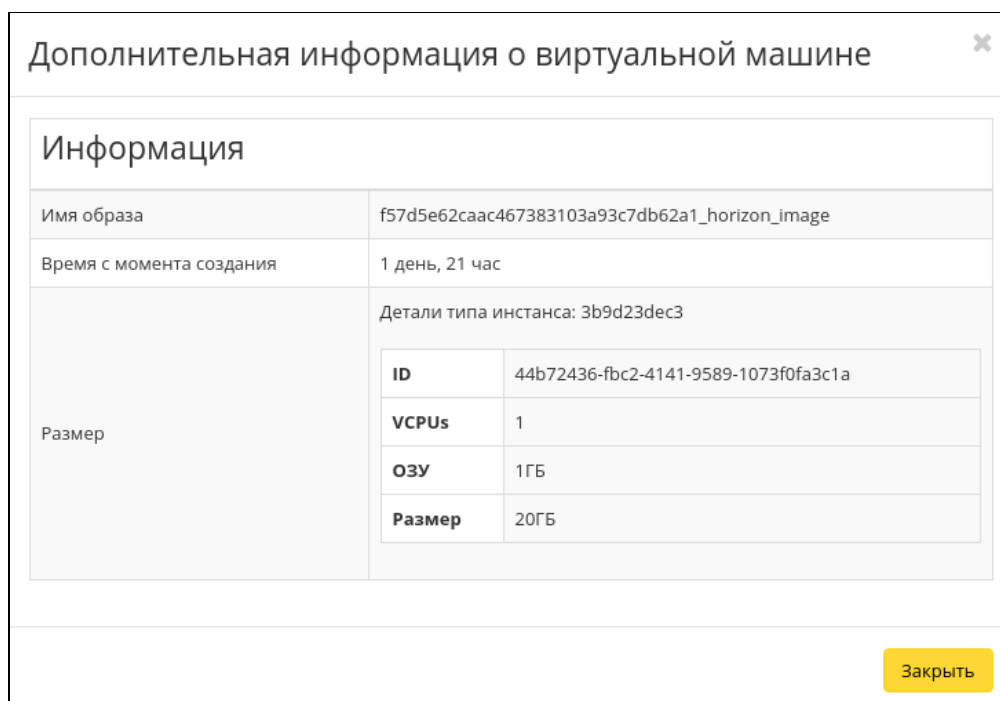 Дополнительная информация о виртуальной машине
Информация
Имя образа f57d5e62caac467383103a93c7db62a1_horizon_image
Время с момента создания 1 день, 21 час
Размер
Детали типа инстанса: 3b9d23dec3
ID 44b72436-fbc2-4141-9589-1073f0fa3c1a
VCPUs 1
ОЗУ 1ГБ
Размер 20ГБ
Закрыть